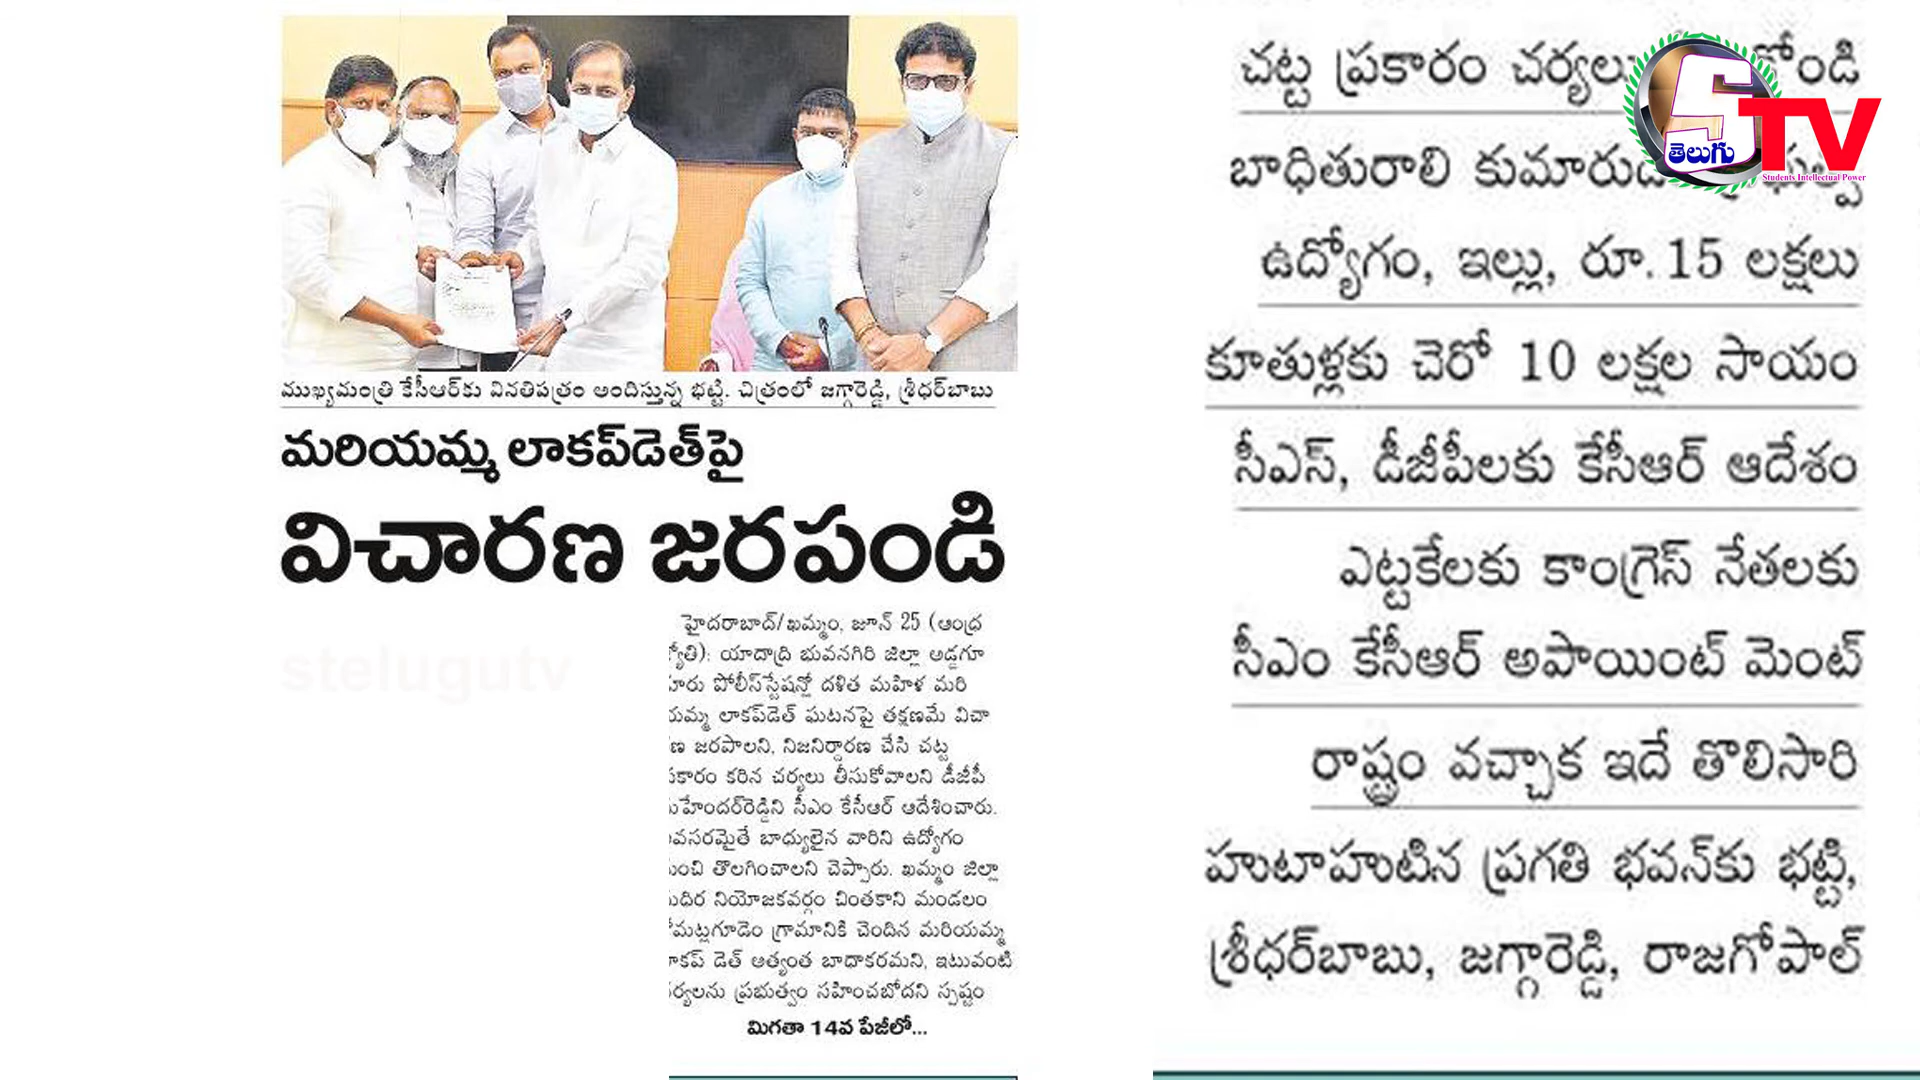 ముఖ్యమంత్రి కేసీఆర్‌కు వినతిపత్రం అందిస్తున్న భట్టి. చిత్రంలో జగ్గారెడ్డి, శ్రీధర్‌బాబు
మరియమ్మ లాకప్‌డెత్‌పై
విచారణ జరపండి
హైదరాబాద్/ఖమ్మం, జూన్ 25 (ఆంధ్ర
యాదాద్రి భువనగిరి జిల్లా అడ్డగూ
పోలీస్‌స్టేషన్లో దళిత మహిళ మరి
లాకప్‌డెత్ ఘటనపై తక్షణమే విచా
జరపాలని, నిజనిర్ధారణ చేసి చట్ట
కఠిన చర్యలు తీసుకోవాలని డీజీపీ
సీఎం కేసీఆర్ ఆదేశించారు.
బాధ్యులైన వారిని ఉద్యోగం
తొలగించాలని చెప్పారు. ఖమ్మం జిల్లా
నియోజకవర్గం చింతకాని మండలం
గ్రామానికి చెందిన మరియమ్మ
డెత్ అత్యంత బాధాకరమని, ఇటువంటి
ప్రభుత్వం సహించబోదని స్పష్టం
మిగతా 14వ పేజీలో...
stelugutv
చట్ట ప్రకారం చర్యలు
బాధితురాలి
ఉద్యోగం, ఇల్లు, రూ. 15 లక్షలు
కూతుళ్లకు చెరో 10 లక్షల సాయం
సీఎస్, డీజీపీలకు కేసీఆర్ ఆదేశం
ఎట్టకేలకు కాంగ్రెస్ నేతలకు
సీఎం కేసీఆర్ అపాయింట్ మెంట్
రాష్ట్రం వచ్చాక ఇదే తొలిసారి
హుటాహుటిన ప్రగతి భవన్‌కు భట్టి,
శ్రీధర్‌బాబు, జగ్గారెడ్డి, రాజగోపాల్
S TV
తెలుగు
Students Intellectual Power